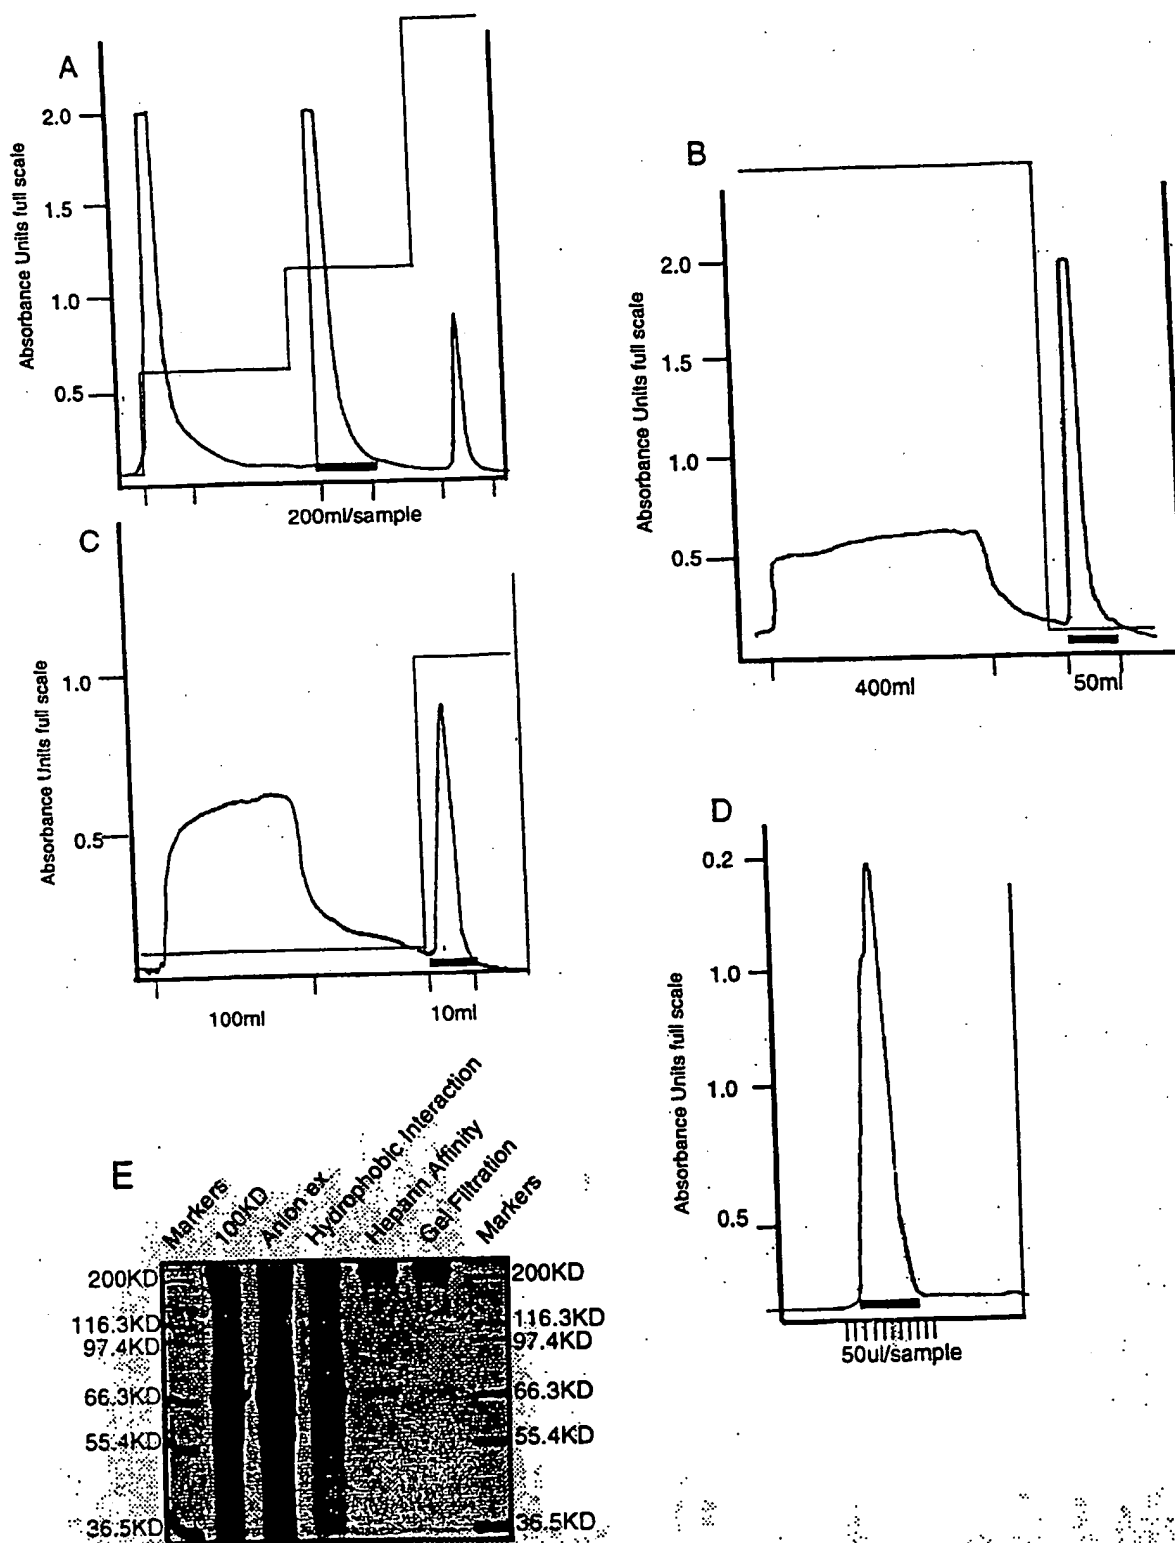 A
Absorbance Units full scale
2.0
1.5
1.0
0.5
200ml/sample
B
Absorbance Units full scale
2.0
1.5
1.0
0.5
400ml
50ml
C
Absorbance Units full scale
1.0
0.5
100ml
10ml
D
Absorbance Units full scale
0.2
1.0
1.0
0.5
50ul/sample
E
Markers
100KD
Anion ex.
Hydrophobic Interaction
Heparin Affinity
Gel Filtration
Markers
200KD
116.3KD
97.4KD
66.3KD
55.4KD
36.5KD
200KD
116.3KD
97.4KD
66.3KD
55.4KD
36.5KD